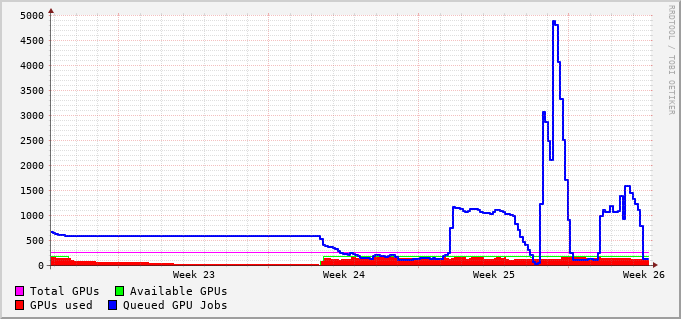 5000
4500
4000
3500
3000
2500
2000
1500
1000
500
0
Week 23 Week 24 Week 25 Week 26
Total GPUs Available GPUs
GPUs used Queued GPU Jobs
RRDTOOL / TOBI OETIKER